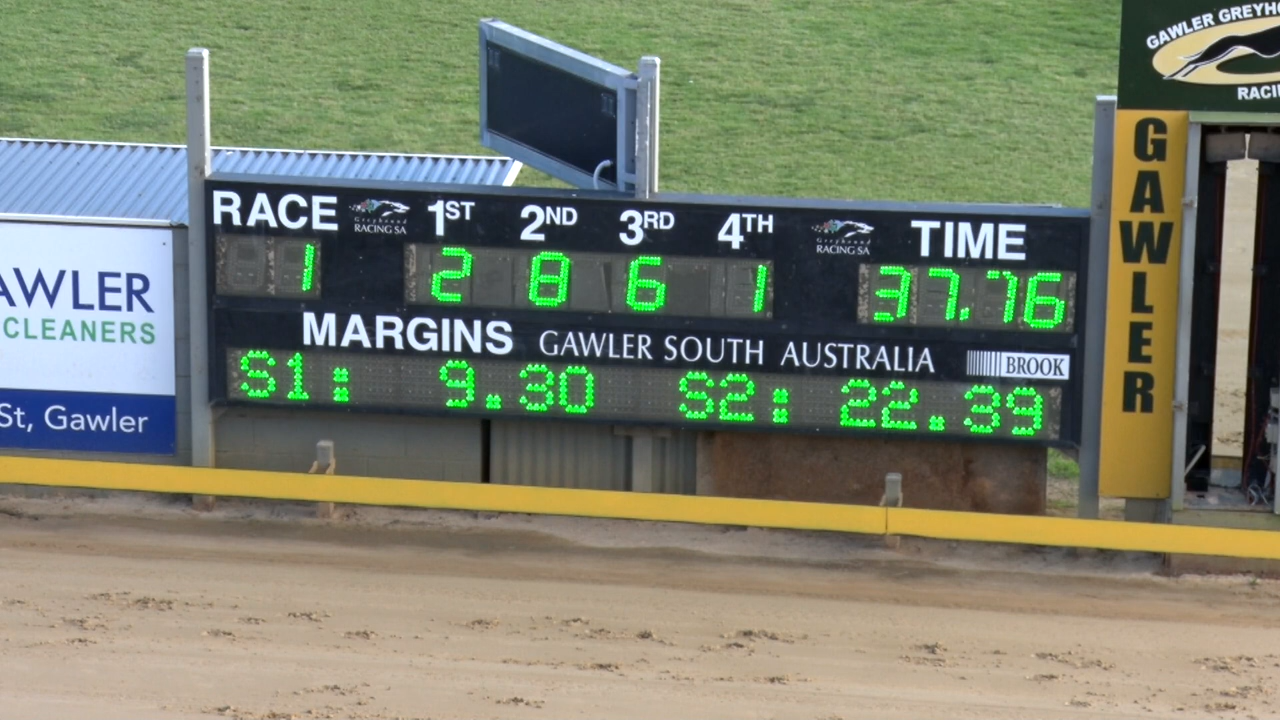 GAWLER GREYHO
RACI
GAWLER
RACE Greyhound RACING SA 1ST 2ND 3RD 4TH Greyhound RACING SA TIME
1 2 8 6 1 37.76
MARGINS GAWLER SOUTH AUSTRALIA BROOK
S1: 9.30 S2: 22.39
AWLER
CLEANERS
St, Gawler